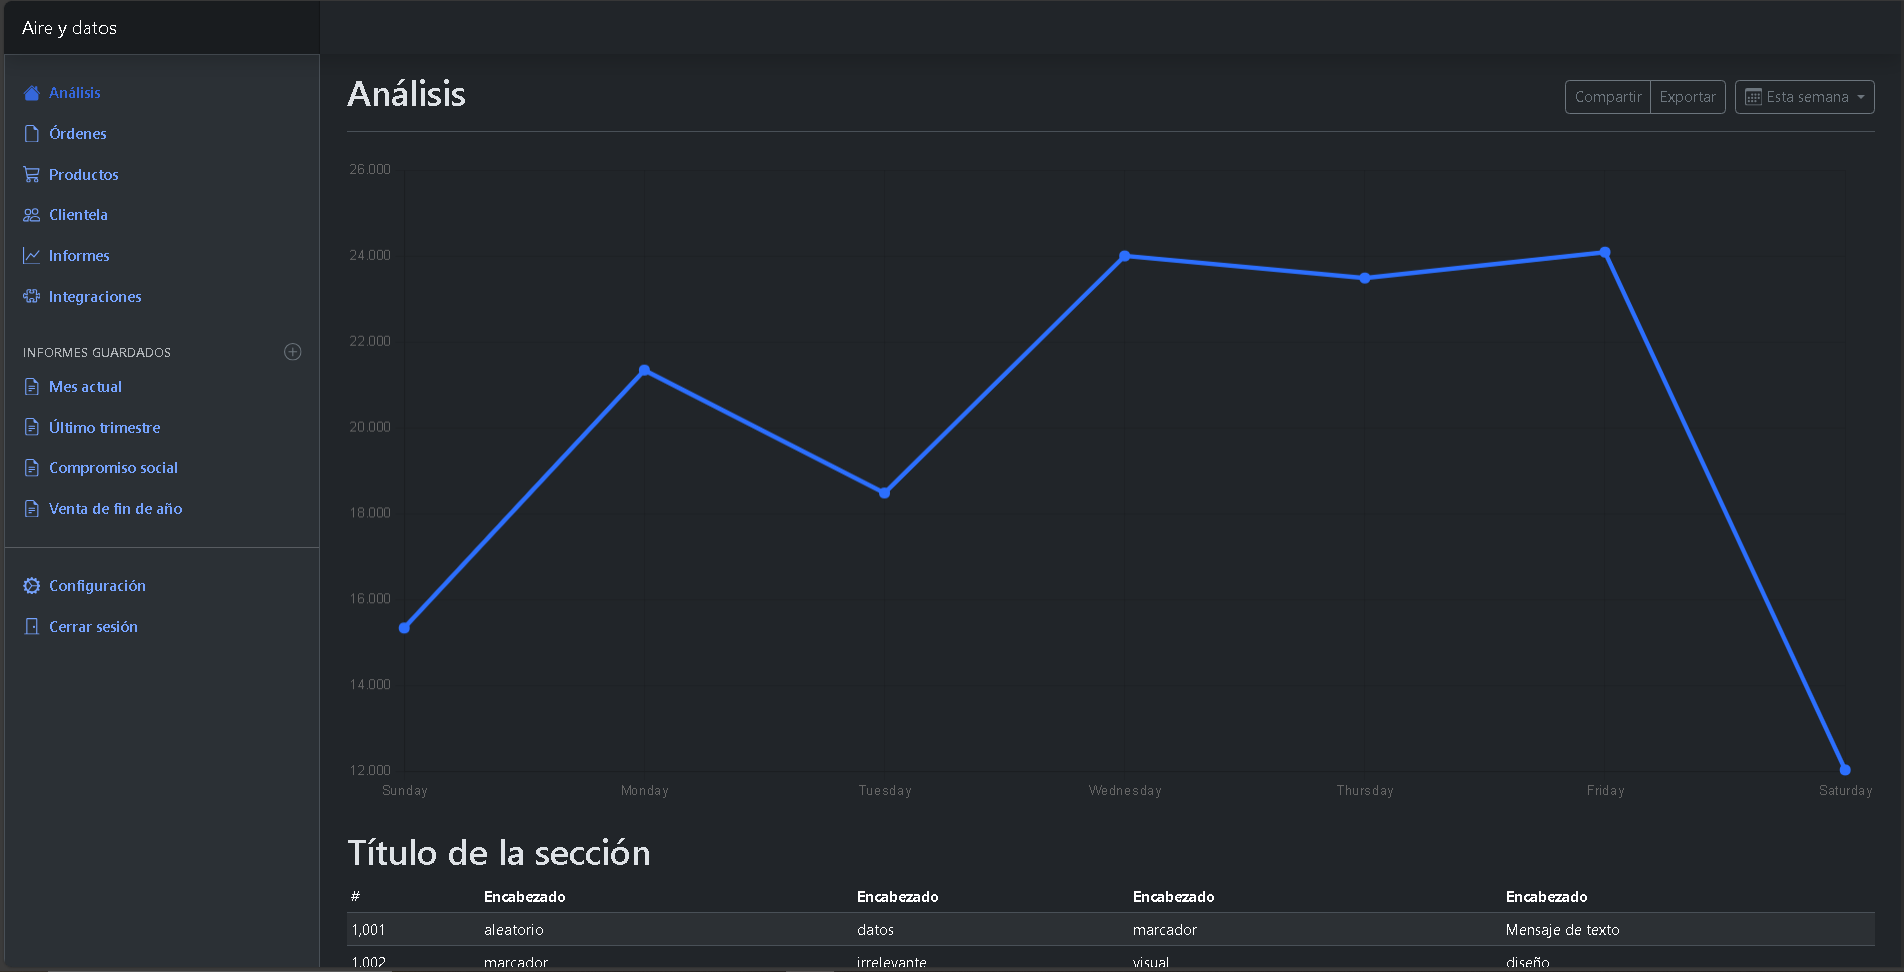 Aire y datos
Análisis
Órdenes
Productos
Clientela
Informes
Integraciones
INFORMES GUARDADOS
Mes actual
Último trimestre
Compromiso social
Venta de fin de año
Configuración
Cerrar sesión
Análisis
Compartir Exportar Esta semana
26.000
24.000
22.000
20.000
18.000
16.000
14.000
12.000
Sunday Monday Tuesday Wednesday Thursday Friday Saturday
Título de la sección
# Encabezado Encabezado Encabezado Encabezado
1,001 aleatorio datos marcador Mensaje de texto
1,002 marcador irrelevante visual diseño